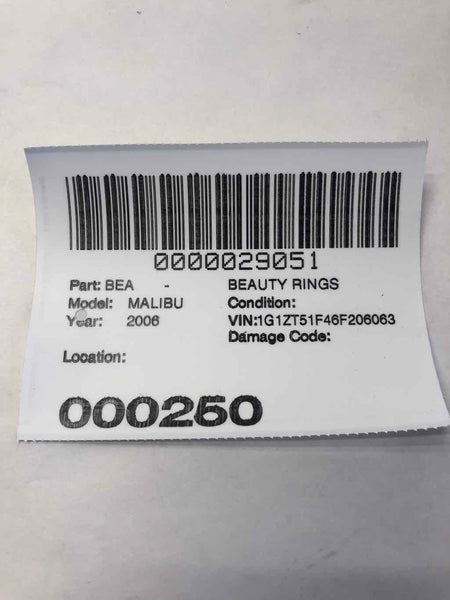 0000029051
Part: BEA - BEAUTY RINGS
Model: MALIBU Condition:
Year: 2006 VIN:1G1ZT51F46F206063
Damage Code:
Location:
000250